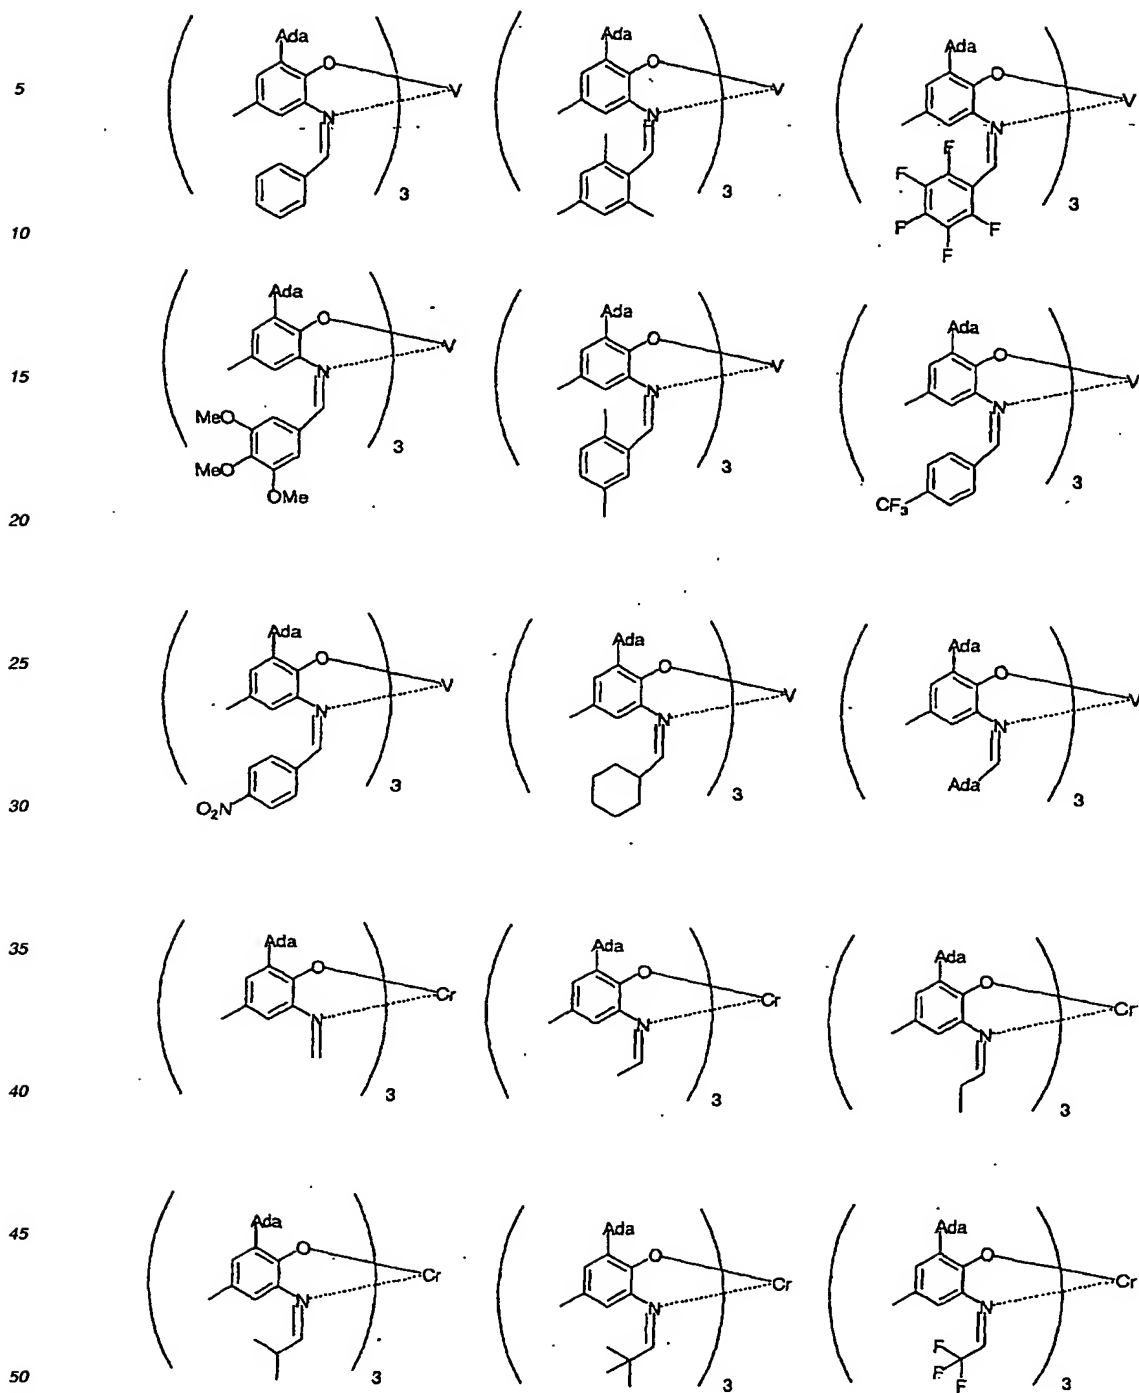 Ada Ada Ada
5 O V O V O V
N N N
F
F F
3 3 3
F F
10 F
Ada Ada Ada
O V O V O V
15 N N N
MeO
3 3 3
MeO
OMe CF3
20
Ada Ada Ada
25 O V O V O V
N N N
3 3 3
30 O2N Ada
35 Ada Ada Ada
O Cr O Cr O Cr
N N N
40 3 3 3
45 Ada Ada Ada
O Cr O Cr O Cr
N N N
F
F
50 3 3 F 3